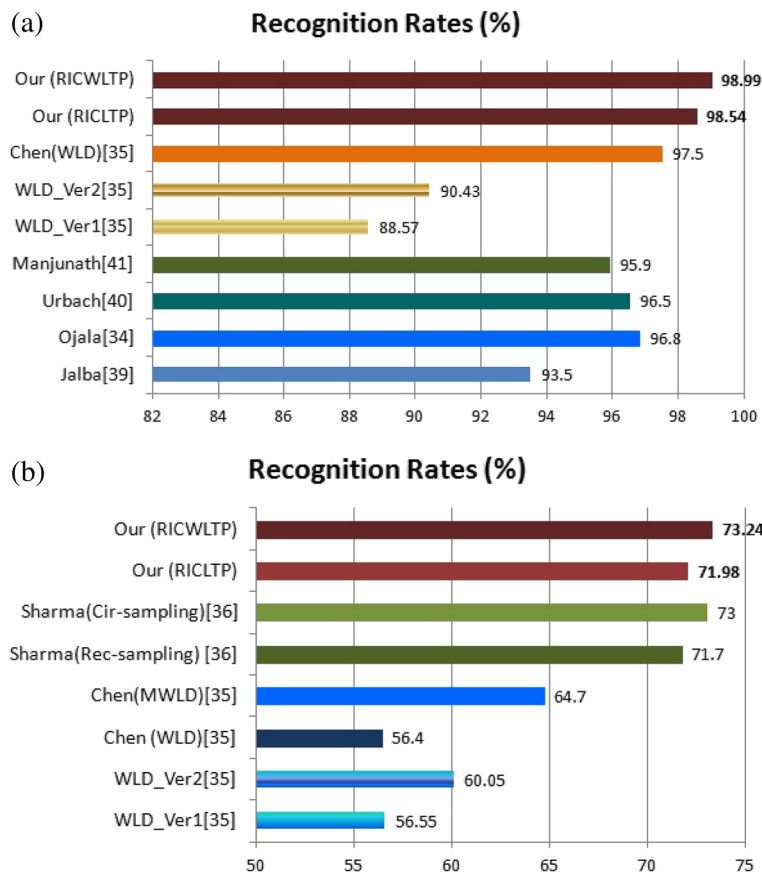 (a)
Recognition Rates (%)
Our (RICWLTP) 98.99
Our (RICLTP) 98.54
Chen(WLD)[35] 97.5
WLD_Ver2[35] 90.43
WLD_Ver1[35] 88.57
Manjunath[41] 95.9
Urbach[40] 96.5
Ojala[34] 96.8
Jalba[39] 93.5
82 84 86 88 90 92 94 96 98 100
(b)
Recognition Rates (%)
Our (RICWLTP) 73.24
Our (RICLTP) 71.98
Sharma(Cir-sampling)[36] 73
Sharma(Rec-sampling) [36] 71.7
Chen(MWLD)[35] 64.7
Chen (WLD)[35] 56.4
WLD_Ver2[35] 60.05
WLD_Ver1[35] 56.55
50 55 60 65 70 75